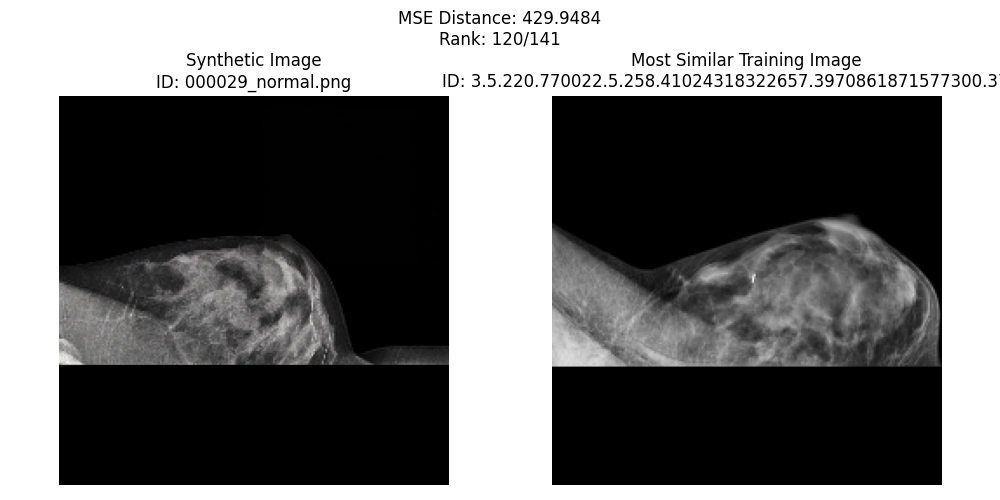 MSE Distance: 429.9484
Rank: 120/141
Synthetic Image
ID: 000029_normal.png
Most Similar Training Image
ID: 3.5.220.770022.5.258.41024318322657.3970861871577300.3